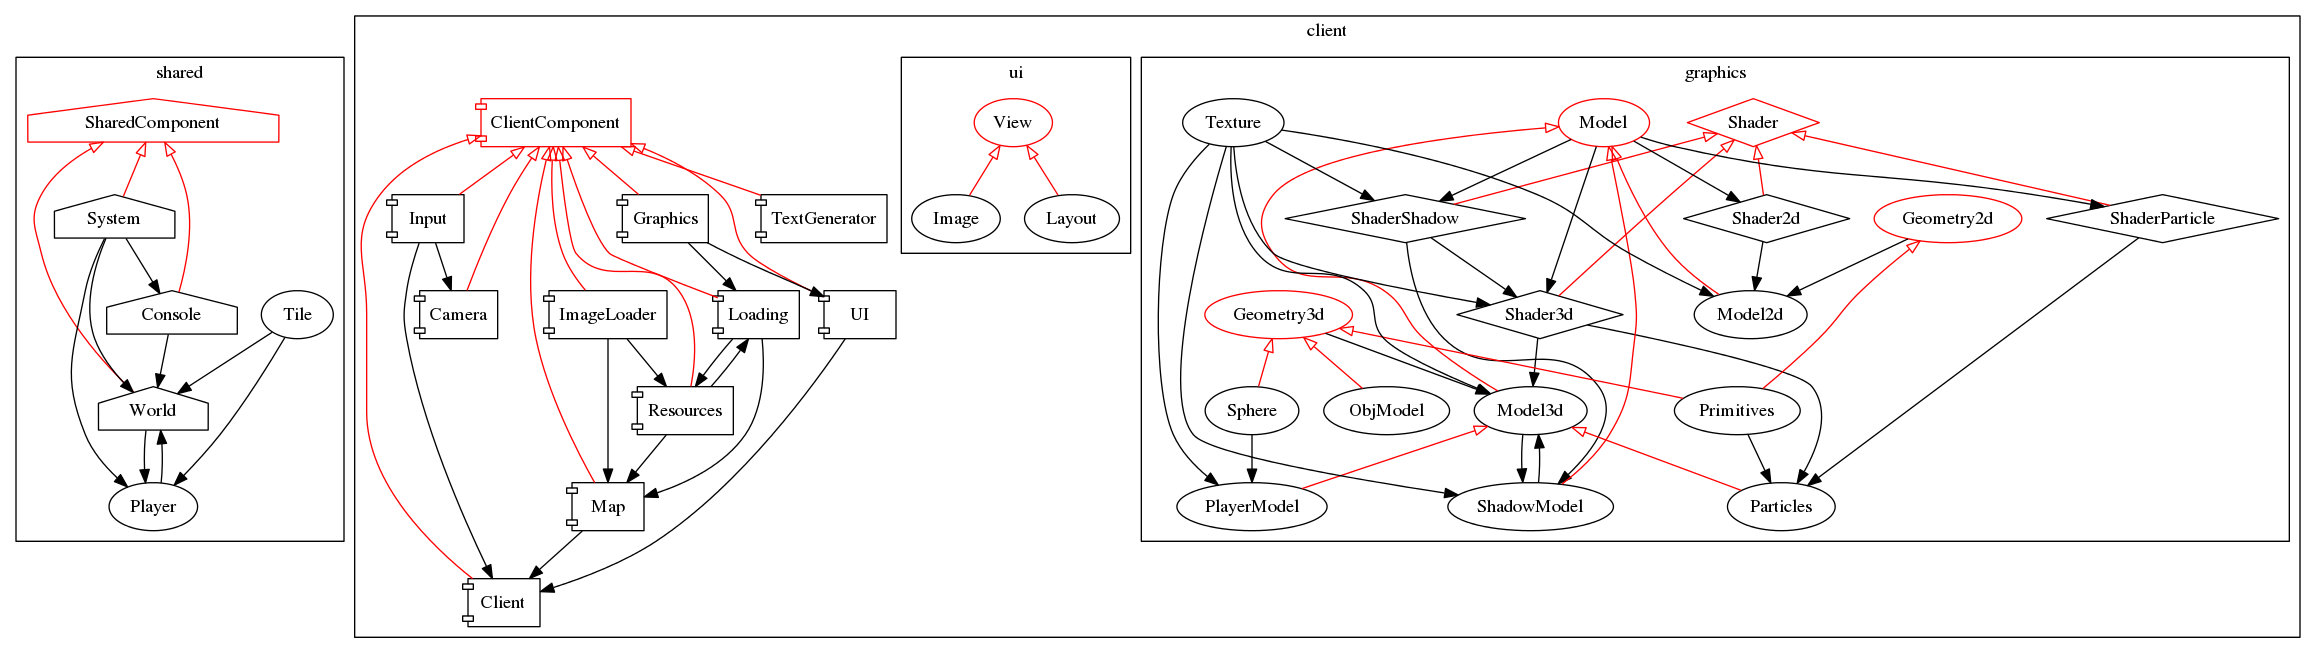 client
shared
ui
graphics
SharedComponent
ClientComponent
View
Texture
Model
Shader
System
Input
Graphics
TextGenerator
Image
Layout
ShaderShadow
Shader2d
Geometry2d
ShaderParticle
Console
Tile
Camera
ImageLoader
Loading
UI
Geometry3d
Shader3d
Model2d
World
Resources
Sphere
ObjModel
Model3d
Primitives
Player
Map
PlayerModel
ShadowModel
Particles
Client